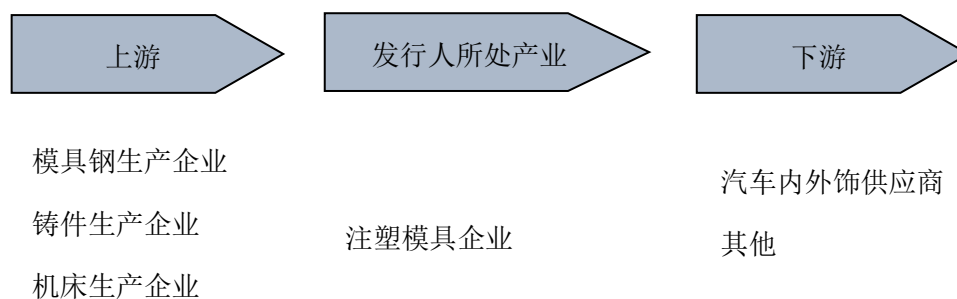 上游
发行人所处产业
下游
模具钢生产企业
铸件生产企业
机床生产企业
注塑模具企业
汽车内外饰供应商
其他